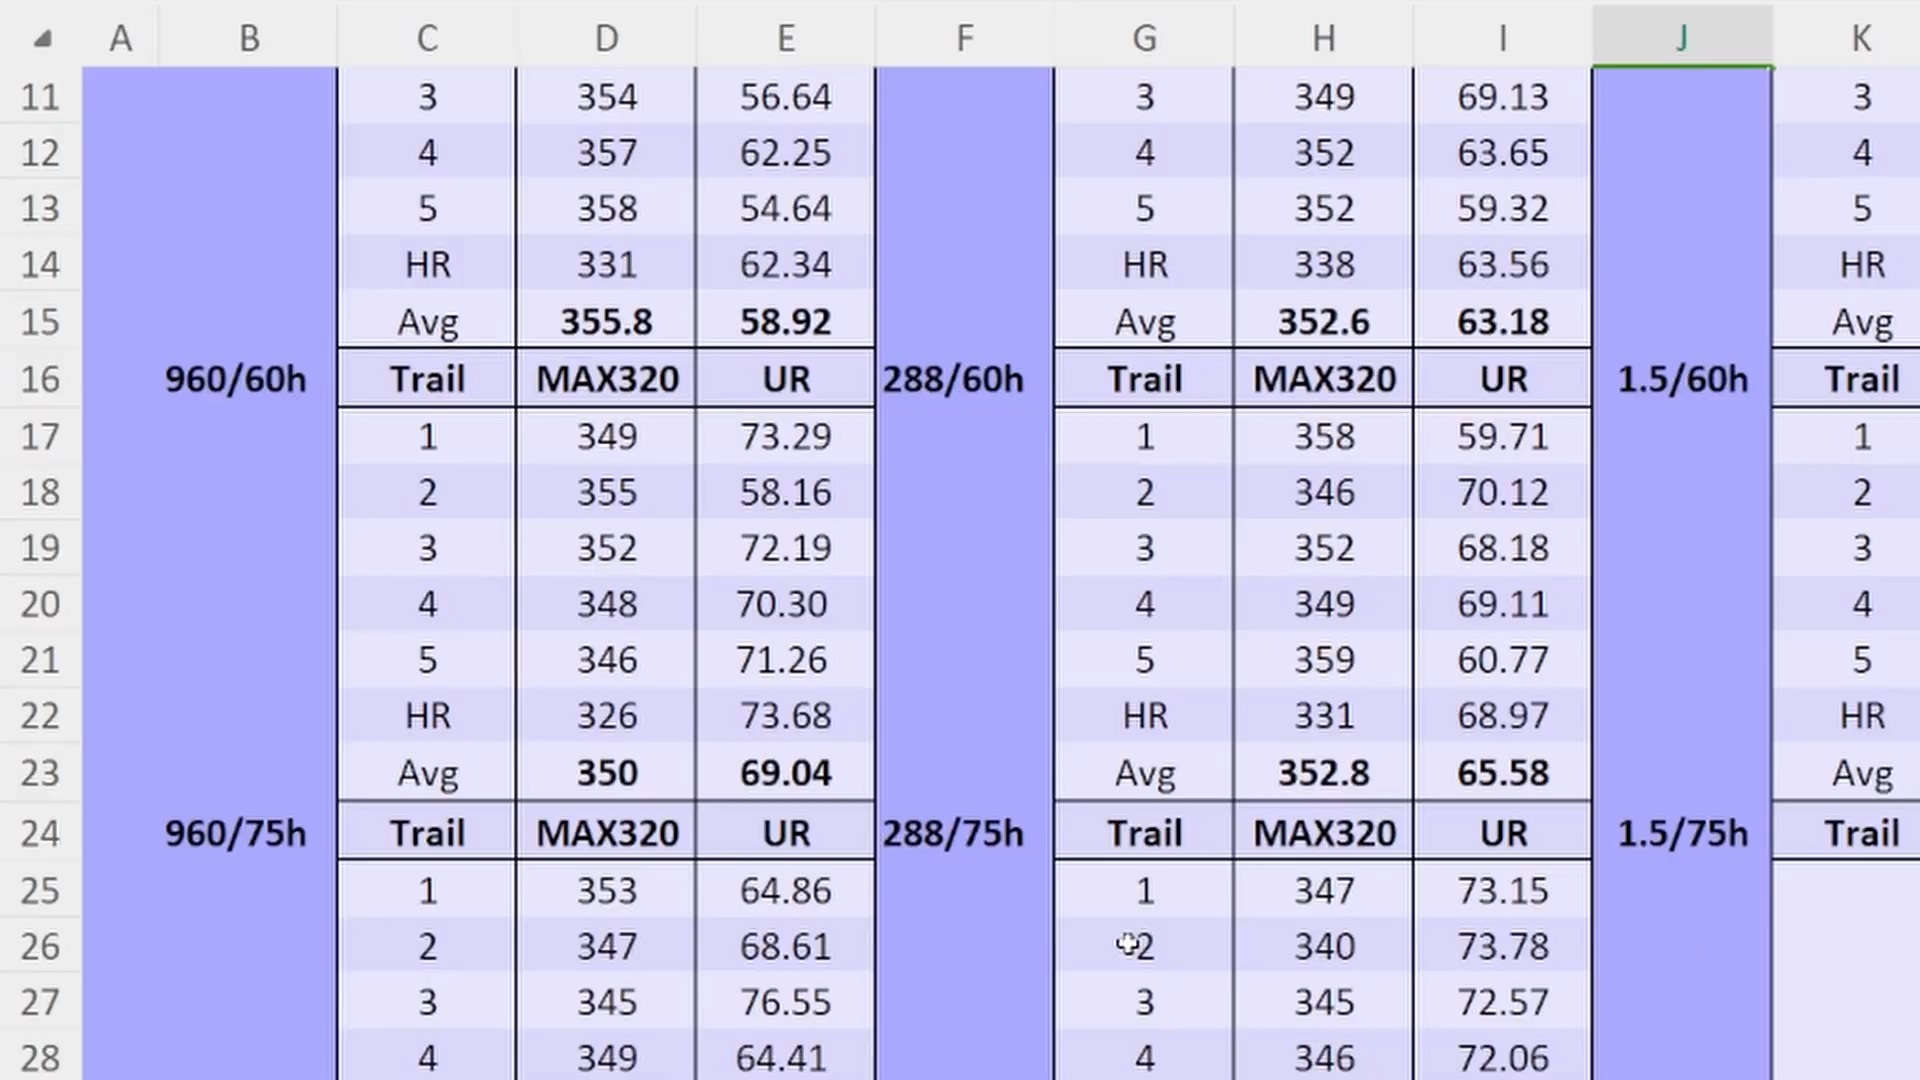 A B C D E F G H I J K
11 3 354 56.64 3 349 69.13 3
12 4 357 62.25 4 352 63.65 4
13 5 358 54.64 5 352 59.32 5
14 HR 331 62.34 HR 338 63.56 HR
15 Avg 355.8 58.92 Avg 352.6 63.18 Avg
16 960/60h Trail MAX320 UR 288/60h Trail MAX320 UR 1.5/60h Trail
17 1 349 73.29 1 358 59.71 1
18 2 355 58.16 2 346 70.12 2
19 3 352 72.19 3 352 68.18 3
20 4 348 70.30 4 349 69.11 4
21 5 346 71.26 5 359 60.77 5
22 HR 326 73.68 HR 331 68.97 HR
23 Avg 350 69.04 Avg 352.8 65.58 Avg
24 960/75h Trail MAX320 UR 288/75h Trail MAX320 UR 1.5/75h Trail
25 1 353 64.86 1 347 73.15
26 2 347 68.61 2 340 73.78
27 3 345 76.55 3 345 72.57
28 4 349 64.41 4 346 72.06